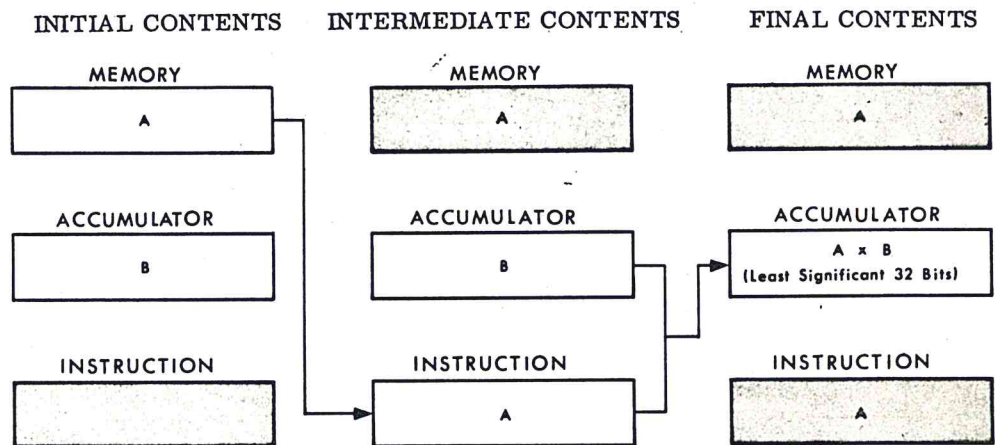 INITIAL CONTENTS INTERMEDIATE CONTENTS FINAL CONTENTS
MEMORY MEMORY MEMORY
A A A
ACCUMULATOR ACCUMULATOR ACCUMULATOR
B B A x B
(Least Significant 32 Bits)
INSTRUCTION INSTRUCTION INSTRUCTION
A A